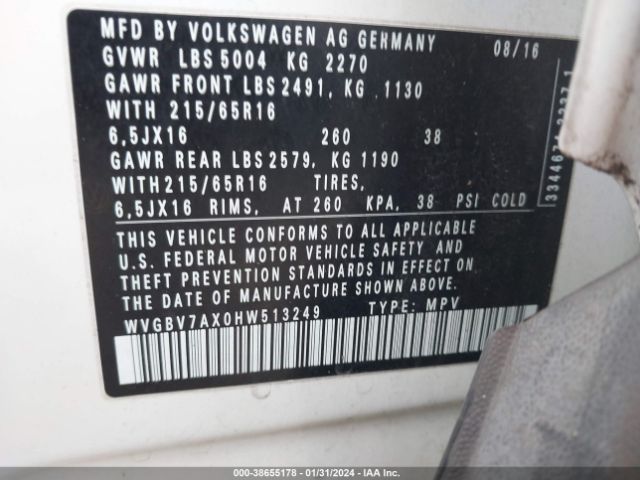 MFD BY VOLKSWAGEN AG GERMANY 08/16
GVWR LBS 5004 KG 2270
GAWR FRONT LBS 2491, KG 1130
WITH 215/65R16
6,5JX16 260 38
GAWR REAR LBS 2579, KG 1190
WITH 215/65R16 TIRES,
6,5JX16 RIMS, AT 260 KPA, 38 PSI COLD
THIS VEHICLE CONFORMS TO ALL APPLICABLE
U.S. FEDERAL MOTOR VEHICLE SAFETY AND
THEFT PREVENTION STANDARDS IN EFFECT ON
THE DATE OF MANUFACTURE SHOWN ABOVE.
WVGBV7AX0HW513249 TYPE: MPV
000-38655178 | 01/31/2024 | IAA Inc.